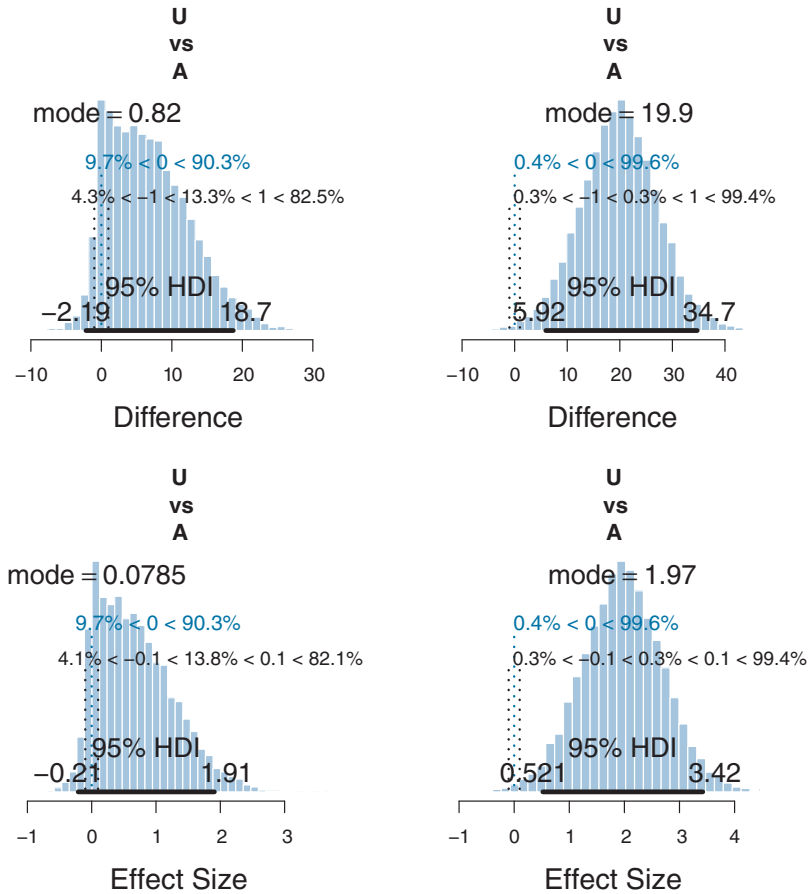 U
vs
A
mode = 0.82
9.7% < 0 < 90.3%
4.3% < −1 < 13.3% < 1 < 82.5%
95% HDI
−2.19 18.7
−10 0 10 20 30
Difference
U
vs
A
mode = 19.9
0.4% < 0 < 99.6%
0.3% < −1 < 0.3% < 1 < 99.4%
95% HDI
5.92 34.7
−10 0 10 20 30 40
Difference
U
vs
A
mode = 0.0785
9.7% < 0 < 90.3%
4.1% < −0.1 < 13.8% < 0.1 < 82.1%
95% HDI
−0.21 1.91
−1 0 1 2 3
Effect Size
U
vs
A
mode = 1.97
0.4% < 0 < 99.6%
0.3% < −0.1 < 0.3% < 0.1 < 99.4%
95% HDI
0.521 3.42
−1 0 1 2 3 4
Effect Size